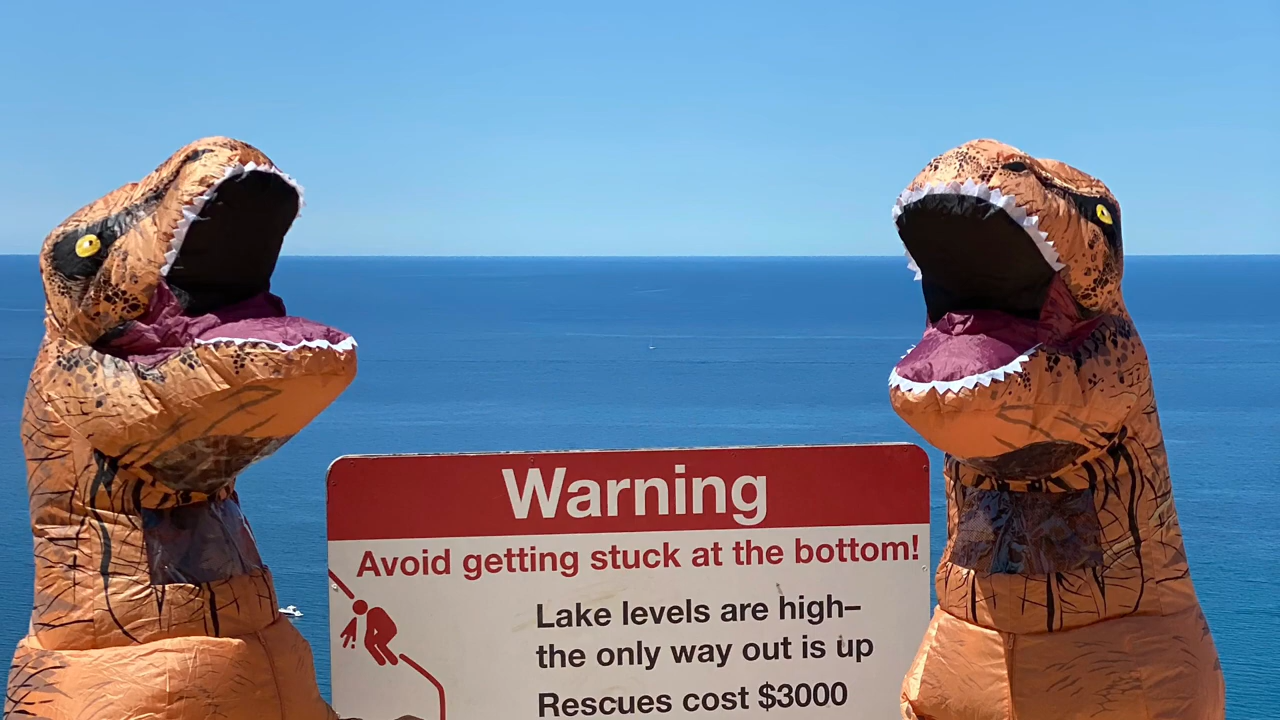 Warning
Avoid getting stuck at the bottom!
Lake levels are high–
the only way out is up
Rescues cost $3000